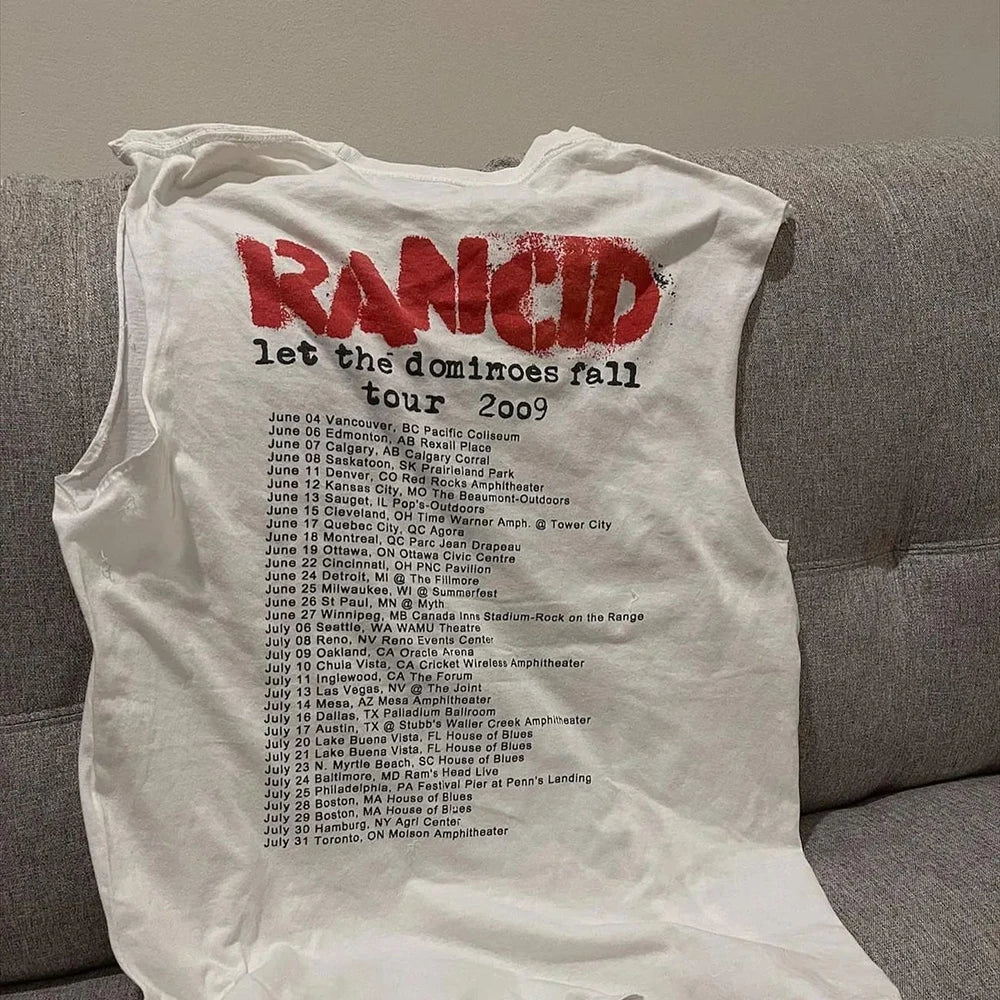 RANCID
let the dominoes fall
tour 2009
June 04 Vancouver, BC Pacific Coliseum
June 06 Edmonton, AB Rexall Place
June 07 Calgary, AB Calgary Corral
June 08 Saskatoon, SK Prairieland Park
June 11 Denver, CO Red Rocks Amphitheater
June 12 Kansas City, MO The Beaumont-Outdoors
June 13 Sauget, IL Pop's-Outdoors
June 15 Cleveland, OH Time Warner Amph. @ Tower City
June 17 Quebec City, QC Agora
June 18 Montreal, QC Parc Jean Drapeau
June 19 Ottawa, ON Ottawa Civic Centre
June 22 Cincinnati, OH PNC Pavilion
June 24 Detroit, MI @ The Fillmore
June 25 Milwaukee, WI @ Summerfest
June 26 St Paul, MN @ Myth
June 27 Winnipeg, MB Canada Inns Stadium-Rock on the Range
July 06 Seattle, WA WAMU Theatre
July 08 Reno, NV Reno Events Center
July 09 Oakland, CA Oracle Arena
July 10 Chula Vista, CA Cricket Wireless Amphitheater
July 11 Inglewood, CA The Forum
July 13 Las Vegas, NV @ The Joint
July 14 Mesa, AZ Mesa Amphitheater
July 16 Dallas, TX Palladium Ballroom
July 17 Austin, TX @ Stubb's Waller Creek Amphitheater
July 20 Lake Buena Vista, FL House of Blues
July 21 Lake Buena Vista, FL House of Blues
July 23 N. Myrtle Beach, SC House of Blues
July 24 Baltimore, MD Ram's Head Live
July 25 Philadelphia, PA Festival Pier at Penn's Landing
July 28 Boston, MA House of Blues
July 29 Boston, MA House of Blues
July 30 Hamburg, NY Agri Center
July 31 Toronto, ON Molson Amphitheater